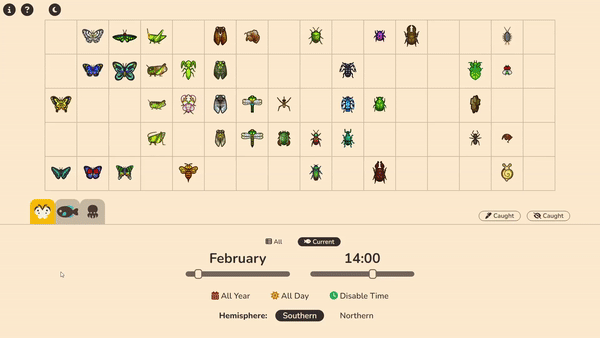 i ?
Caught Caught
All Current
February 14:00
All Year All Day Disable Time
Hemisphere: Southern Northern